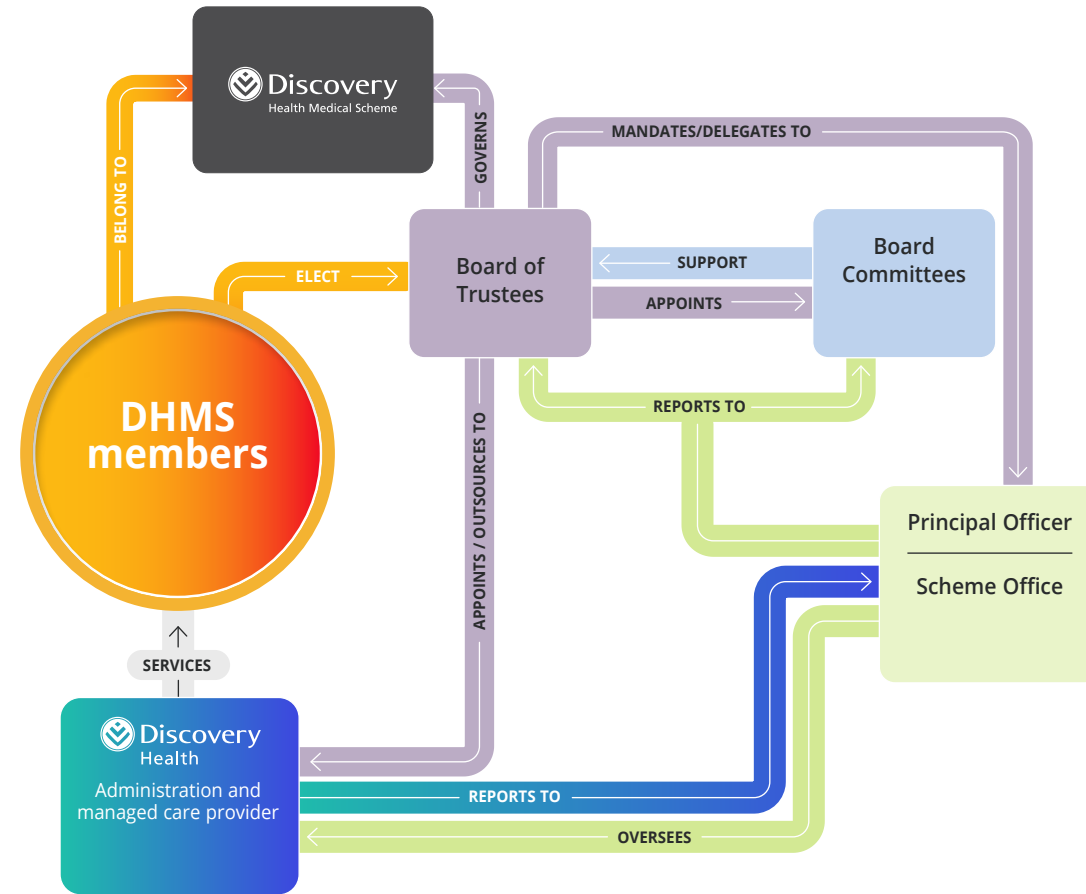 Discovery
Health Medical Scheme
MANDATES/DELEGATES TO
GOVERNS
BELONG TO
Board of
Trustees
SUPPORT
APPOINTS
Board
Committees
ELECT
REPORTS TO
DHMS
members
APPOINTS / OUTSOURCES TO
Principal Officer
Scheme Office
SERVICES
Discovery
Health
Administration and
managed care provider
REPORTS TO
OVERSEES